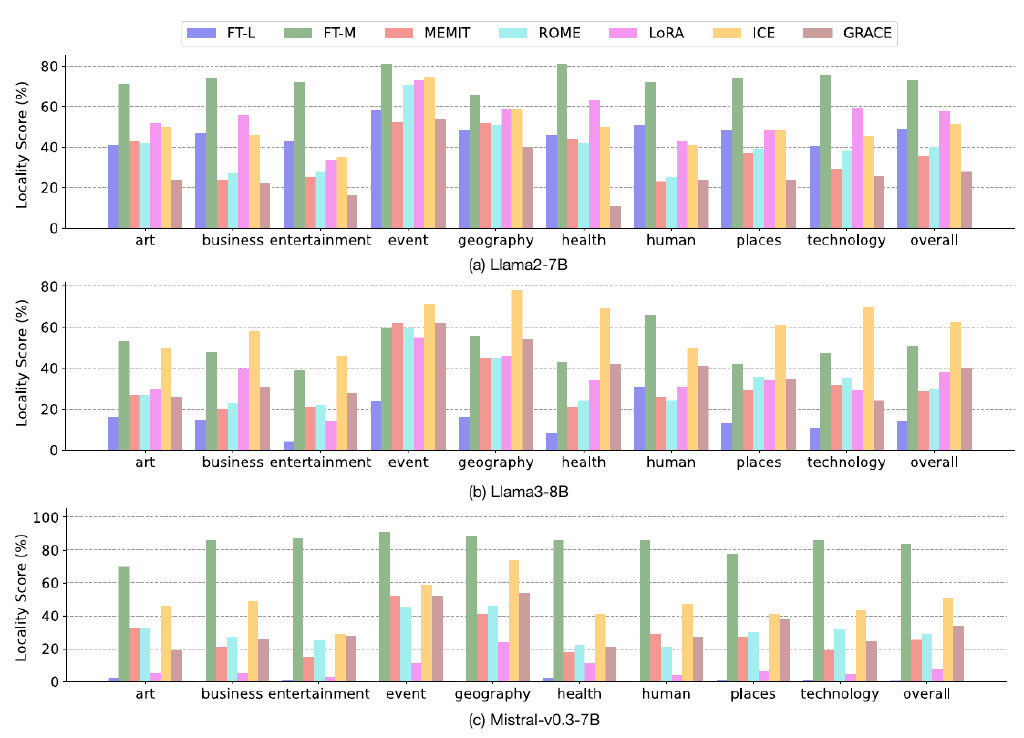 FT-L FT-M MEMIT ROME LoRA ICE GRACE
Locality Score (%)
80
60
40
20
0
art business entertainment event geography health human places technology overall
(a) Llama2-7B
Locality Score (%)
80
60
40
20
0
art business entertainment event geography health human places technology overall
(b) Llama3-8B
Locality Score (%)
100
80
60
40
20
0
art business entertainment event geography health human places technology overall
(c) Mistral-v0.3-7B